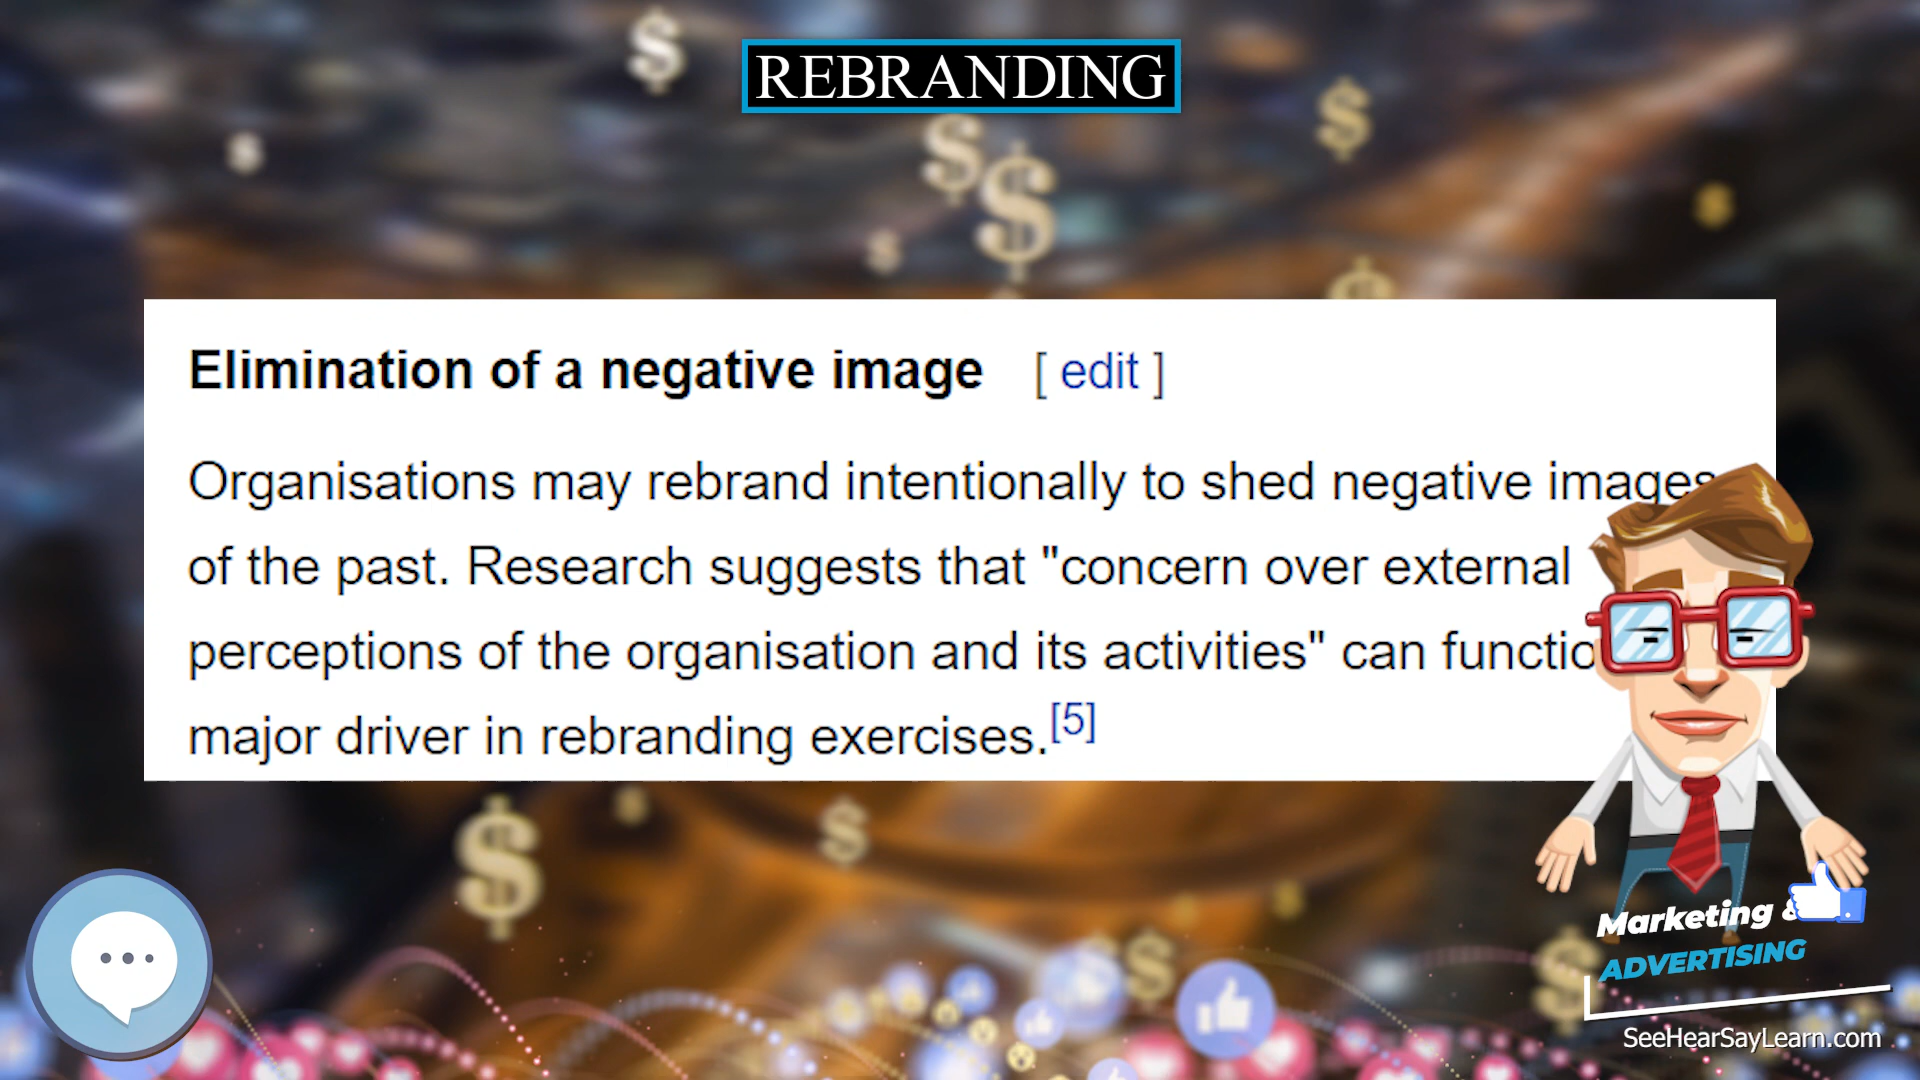 REBRANDING
Elimination of a negative image [ edit ]
Organisations may rebrand intentionally to shed negative images
of the past. Research suggests that "concern over external
perceptions of the organisation and its activities" can functio
major driver in rebranding exercises.[5]
Marketing &
ADVERTISING
SeeHearSayLearn.com